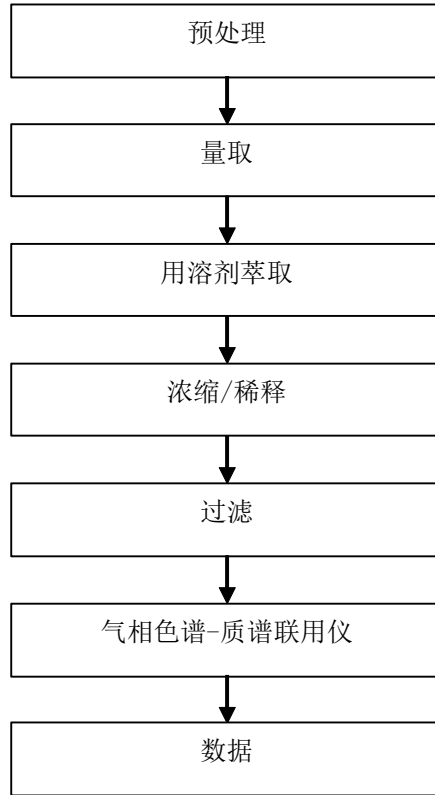 预处理
量取
用溶剂萃取
浓缩/稀释
过滤
气相色谱-质谱联用仪
数据